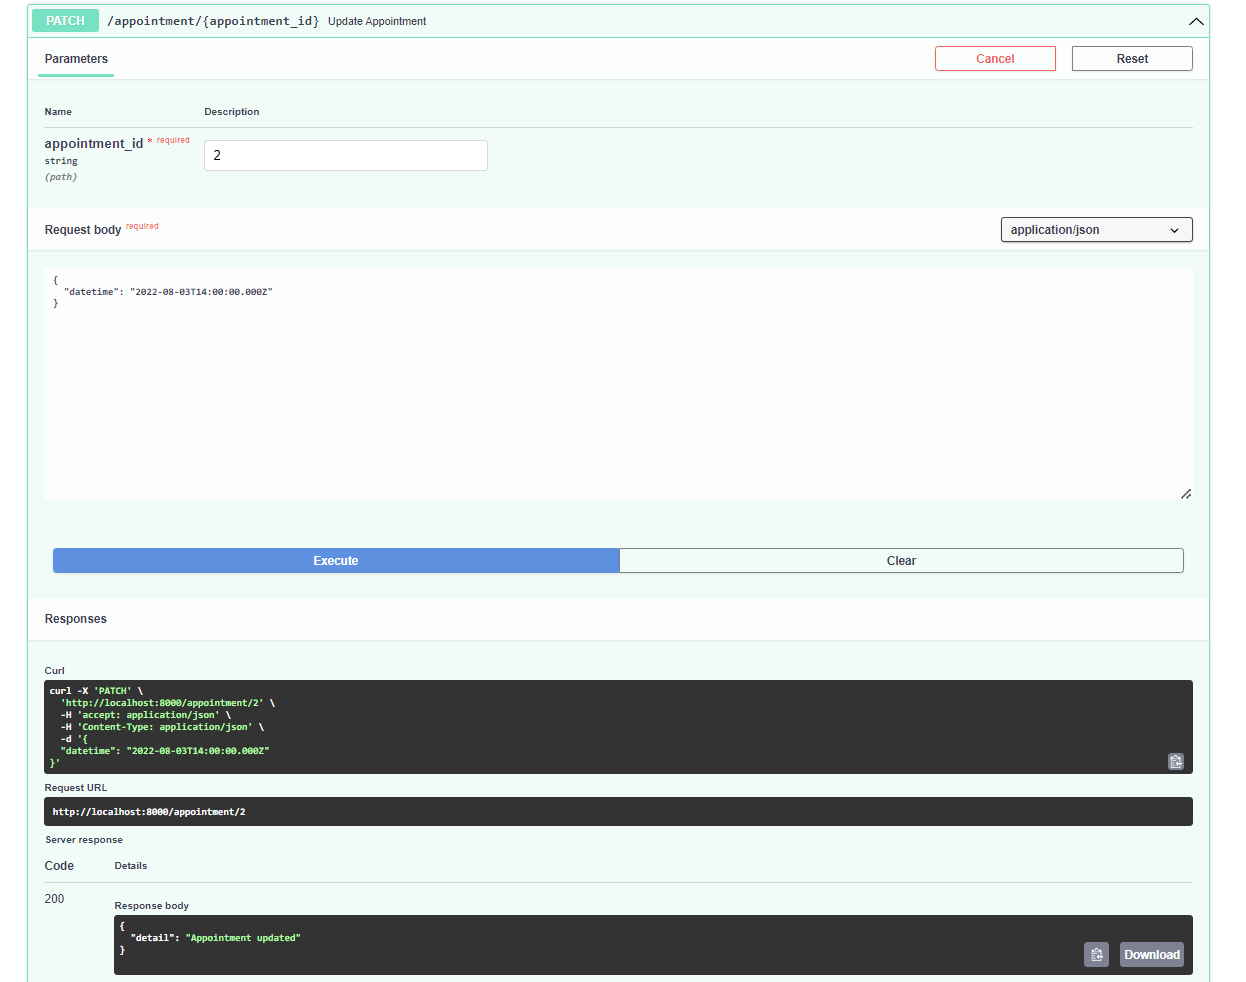 PATCH /appointment/{appointment_id} Update Appointment
Parameters
Cancel
Reset
Name Description
appointment_id * required
string
(path)
2
Request body required
application/json
{
  "datetime": "2022-08-03T14:00:00.000Z"
}
Execute
Clear
Responses
Curl
curl -X 'PATCH' \
  'http://localhost:8000/appointment/2' \
  -H 'accept: application/json' \
  -H 'Content-Type: application/json' \
  -d '{
  "datetime": "2022-08-03T14:00:00.000Z"
}'
Request URL
http://localhost:8000/appointment/2
Server response
Code Details
200
Response body
{
  "detail": "Appointment updated"
}
Download